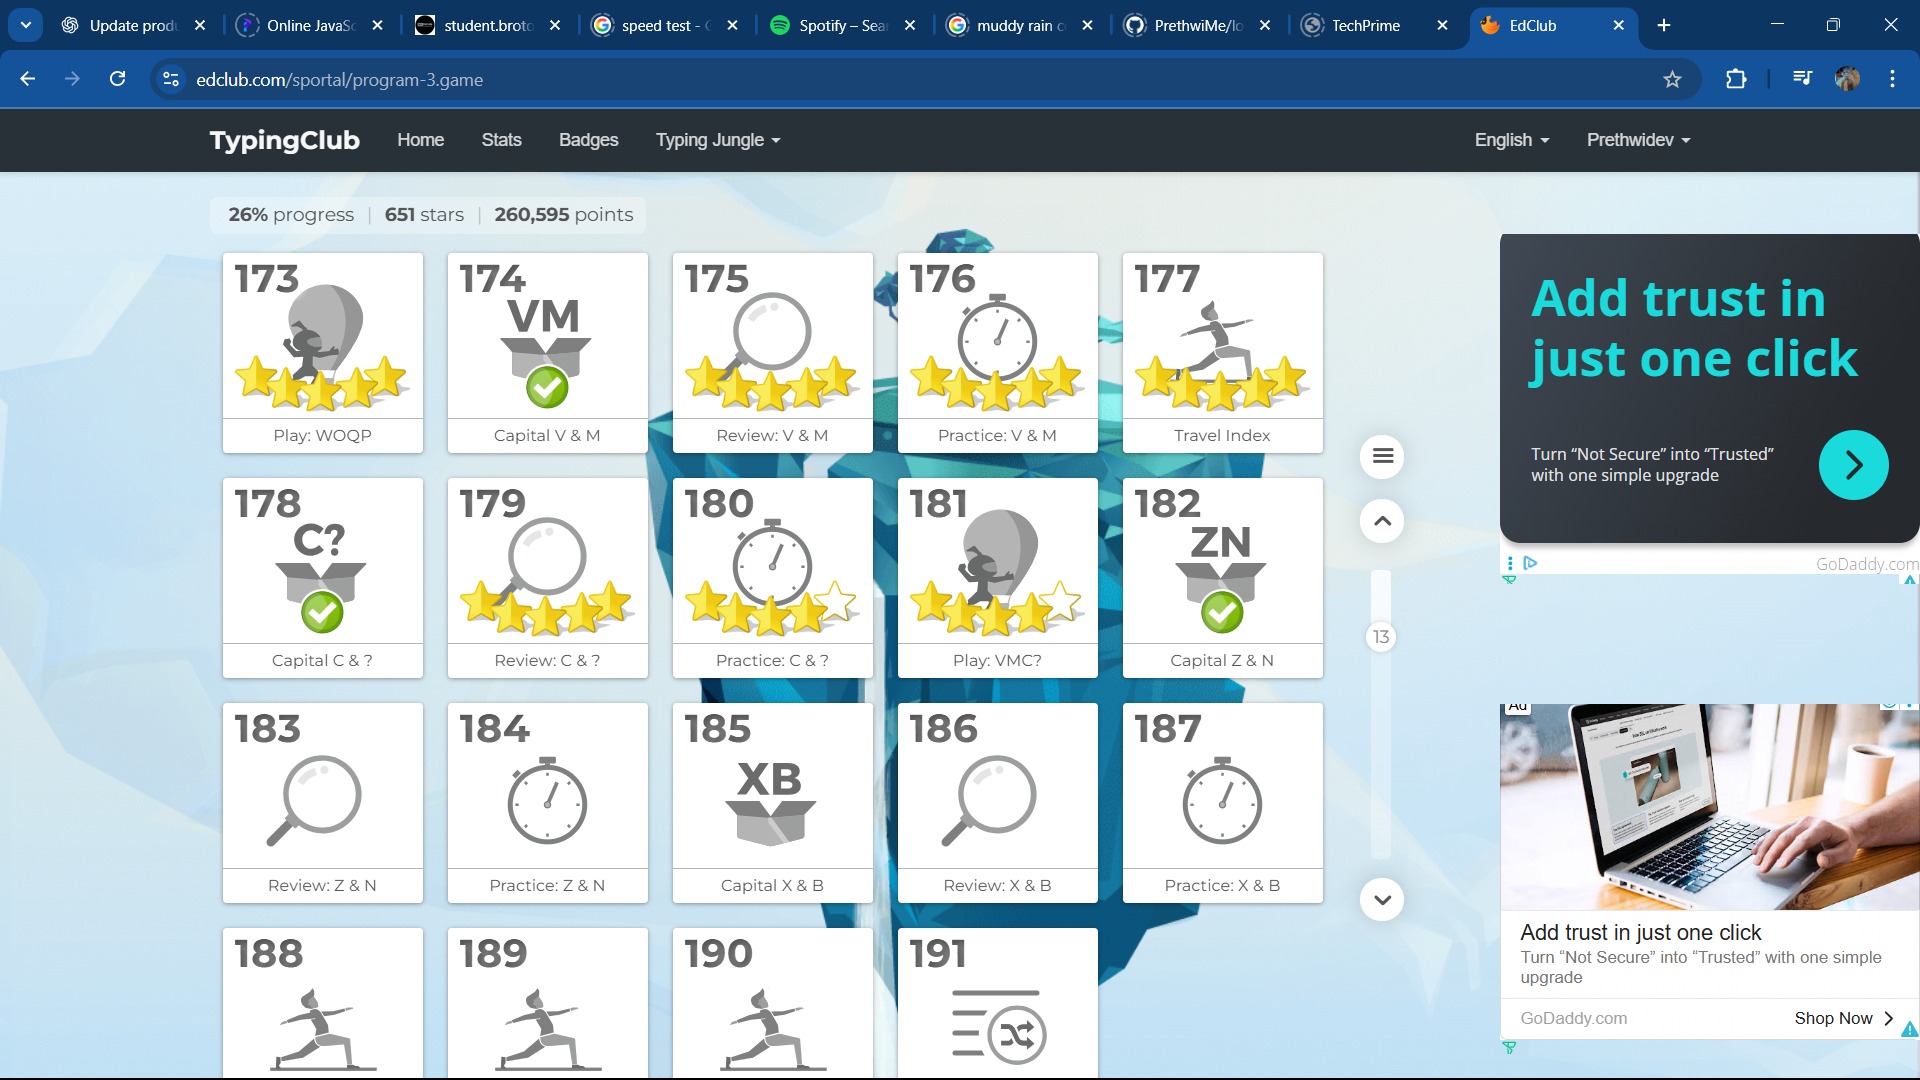 Update produ
Online JavaSc
student.broto
speed test - G
Spotify – Sear
muddy rain c
PrethwiMe/lo
TechPrime
EdClub
edclub.com/sportal/program-3.game
TypingClub Home Stats Badges Typing Jungle English Prethwidev
26% progress | 651 stars | 260,595 points
173
Play: WOQP
174
VM
Capital V & M
175
Review: V & M
176
Practice: V & M
177
Travel Index
178
C?
Capital C & ?
179
Review: C & ?
180
Practice: C & ?
181
Play: VMC?
182
ZN
Capital Z & N
183
Review: Z & N
184
Practice: Z & N
185
XB
Capital X & B
186
Review: X & B
187
Practice: X & B
188
189
190
191
13
Add trust in
just one click
Turn “Not Secure” into “Trusted”
with one simple upgrade
GoDaddy.com
Ad
Add trust in just one click
Turn “Not Secure” into “Trusted” with one simple
upgrade
GoDaddy.com
Shop Now